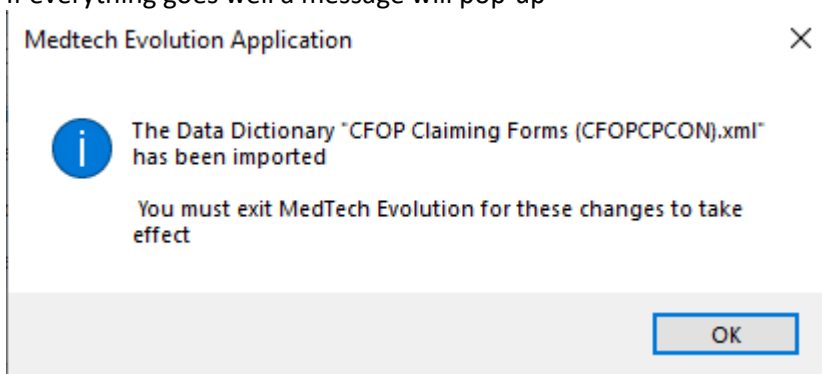 If everything goes well a message will pop-up
Medtech Evolution Application
The Data Dictionary "CFOP Claiming Forms (CFOPCPCON).xml"
has been imported
You must exit MedTech Evolution for these changes to take
effect
OK